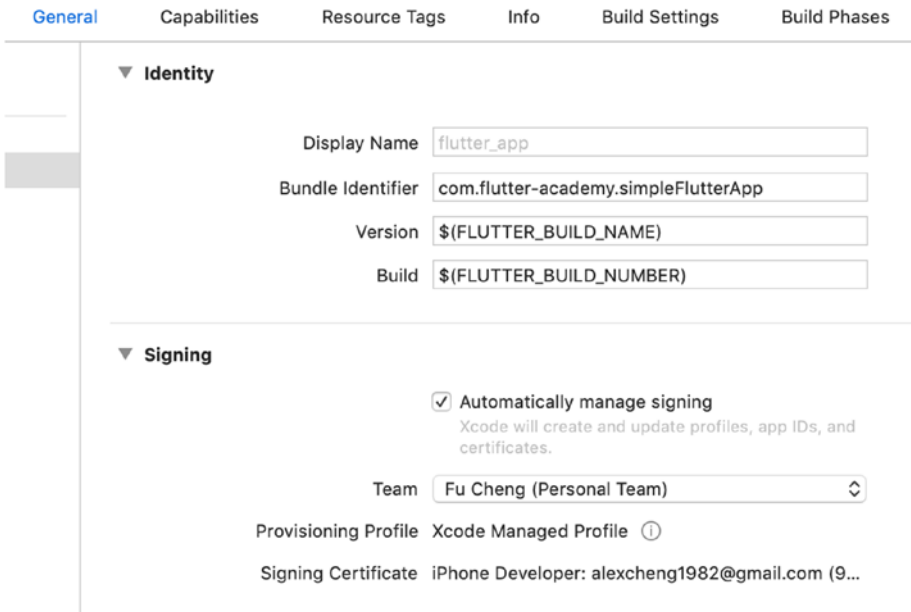 General Capabilities Resource Tags Info Build Settings Build Phases
Identity
Display Name flutter_app
Bundle Identifier com.flutter-academy.simpleFlutterApp
Version $(FLUTTER_BUILD_NAME)
Build $(FLUTTER_BUILD_NUMBER)
Signing
Automatically manage signing
Xcode will create and update profiles, app IDs, and
certificates.
Team Fu Cheng (Personal Team)
Provisioning Profile Xcode Managed Profile
Signing Certificate iPhone Developer: alexcheng1982@gmail.com (9...